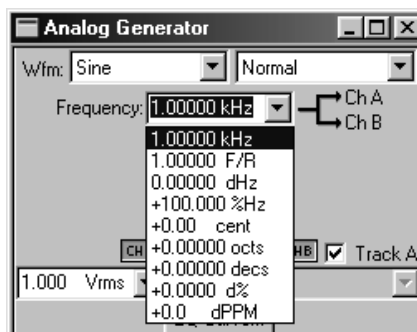 Analog Generator
Wfm: Sine Normal
Frequency: 1.00000 kHz Ch A
Ch B
1.00000 kHz
1.00000 F/R
0.00000 dHz
+100.000 %Hz
+0.00 cent
+0.00000 octs
+0.00000 decs
+0.0000 d%
+0.0 dPPM
CH HB Track A
1.000 Vrms